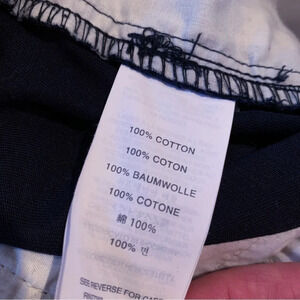 100% COTTON
100% COTON
100% BAUMWOLLE
100% COTONE
綿 100%
100% 면
SEE REVERSE FOR CARE